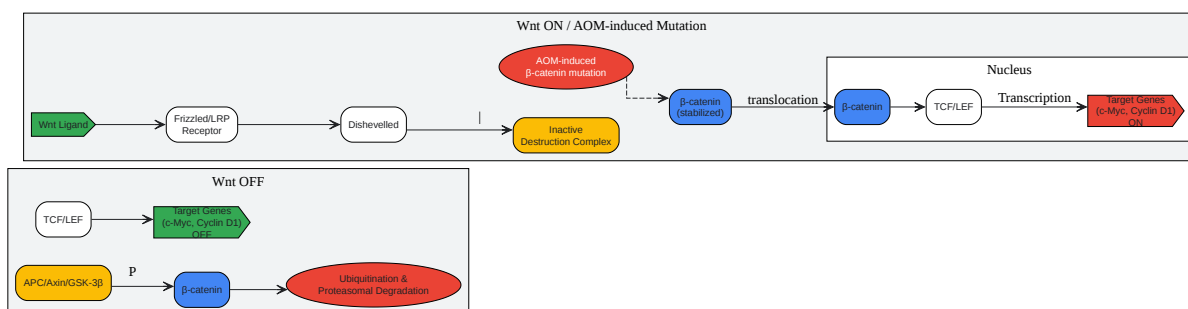 Wnt ON / AOM-induced Mutation
AOM-induced
β-catenin mutation
Nucleus
Wnt Ligand
Frizzled/LRP
Receptor
Dishevelled
|
Inactive
Destruction Complex
β-catenin
(stabilized)
translocation
β-catenin
TCF/LEF
Transcription
Target Genes
(c-Myc, Cyclin D1)
ON
Wnt OFF
TCF/LEF
Target Genes
(c-Myc, Cyclin D1)
OFF
APC/Axin/GSK-3β
P
β-catenin
Ubiquitination &
Proteasomal Degradation